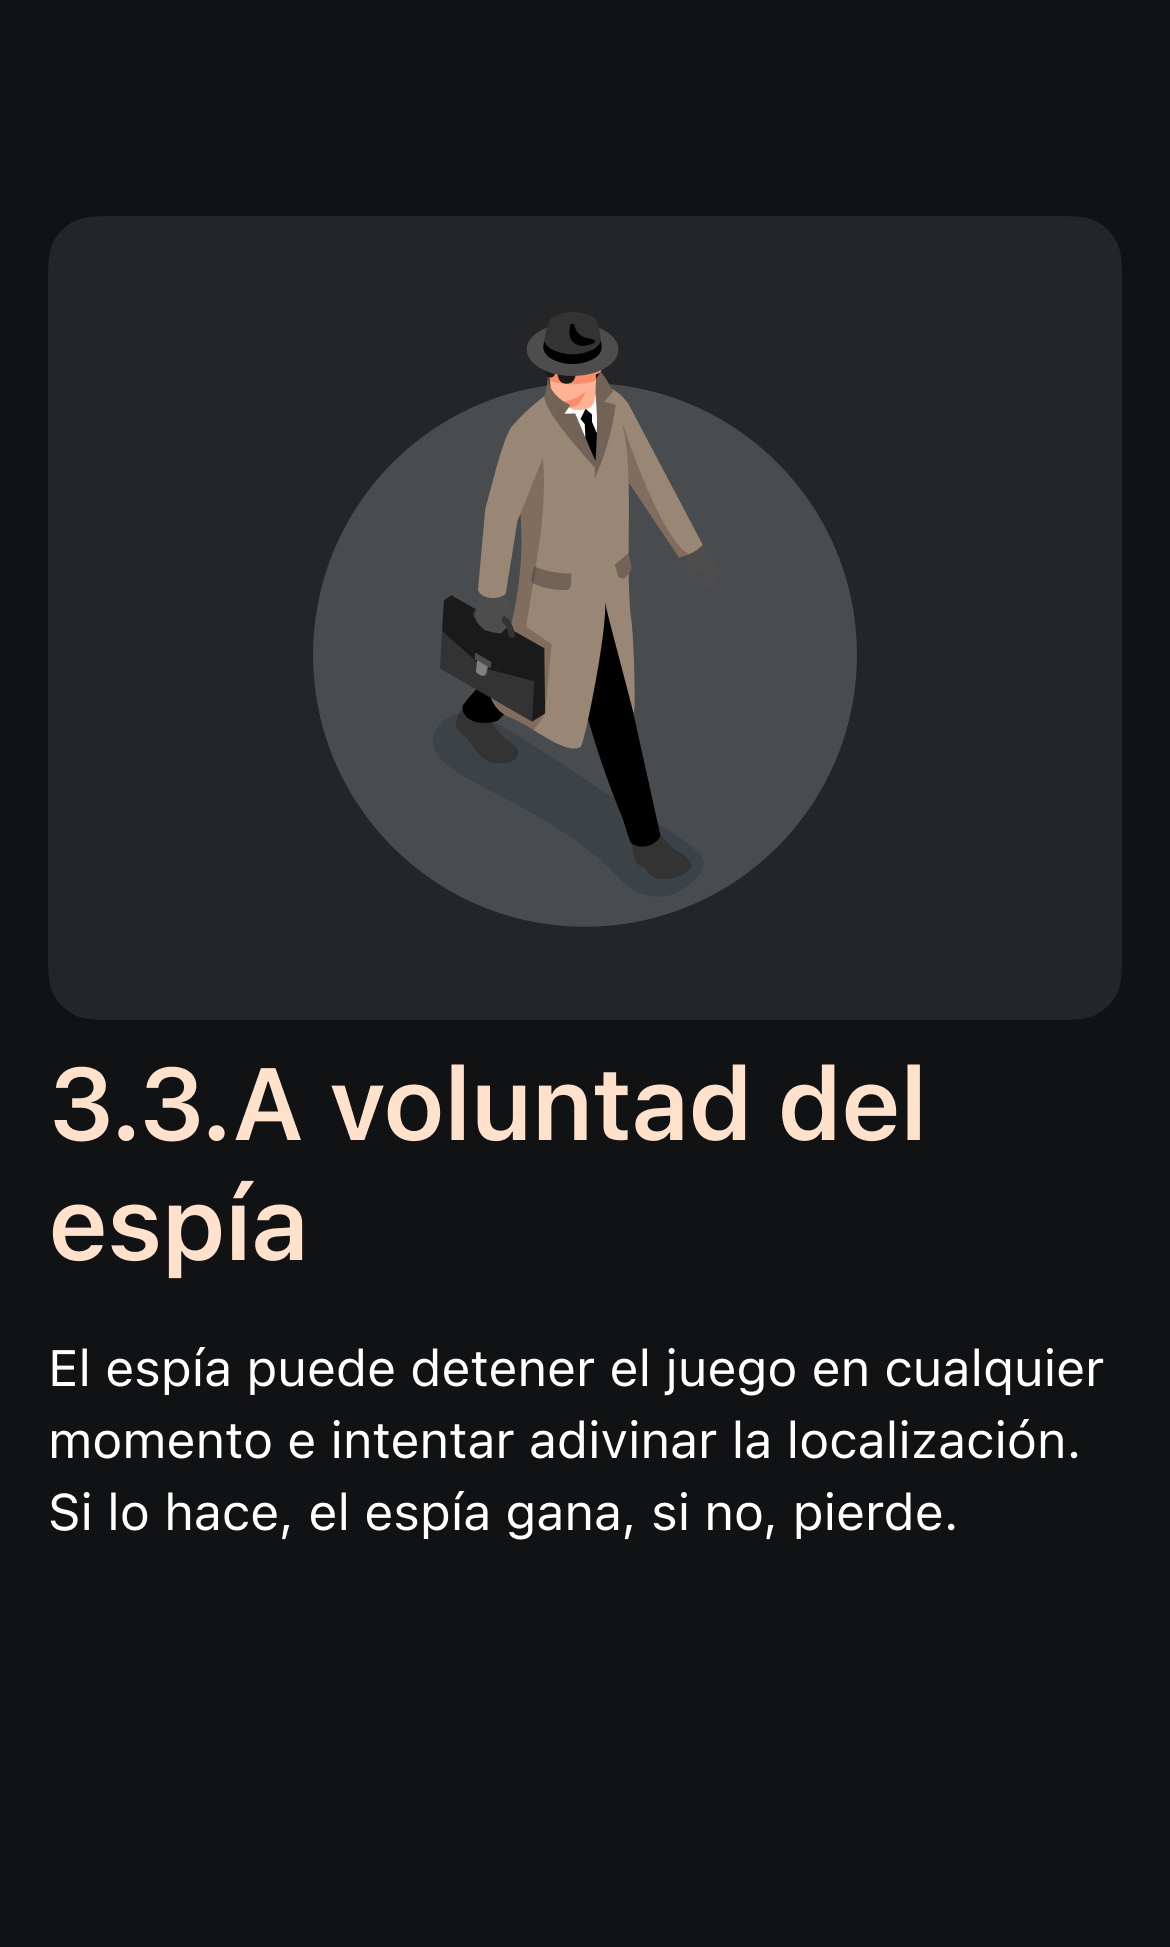 3.3.A voluntad del
espía
El espía puede detener el juego en cualquier
momento e intentar adivinar la localización.
Si lo hace, el espía gana, si no, pierde.